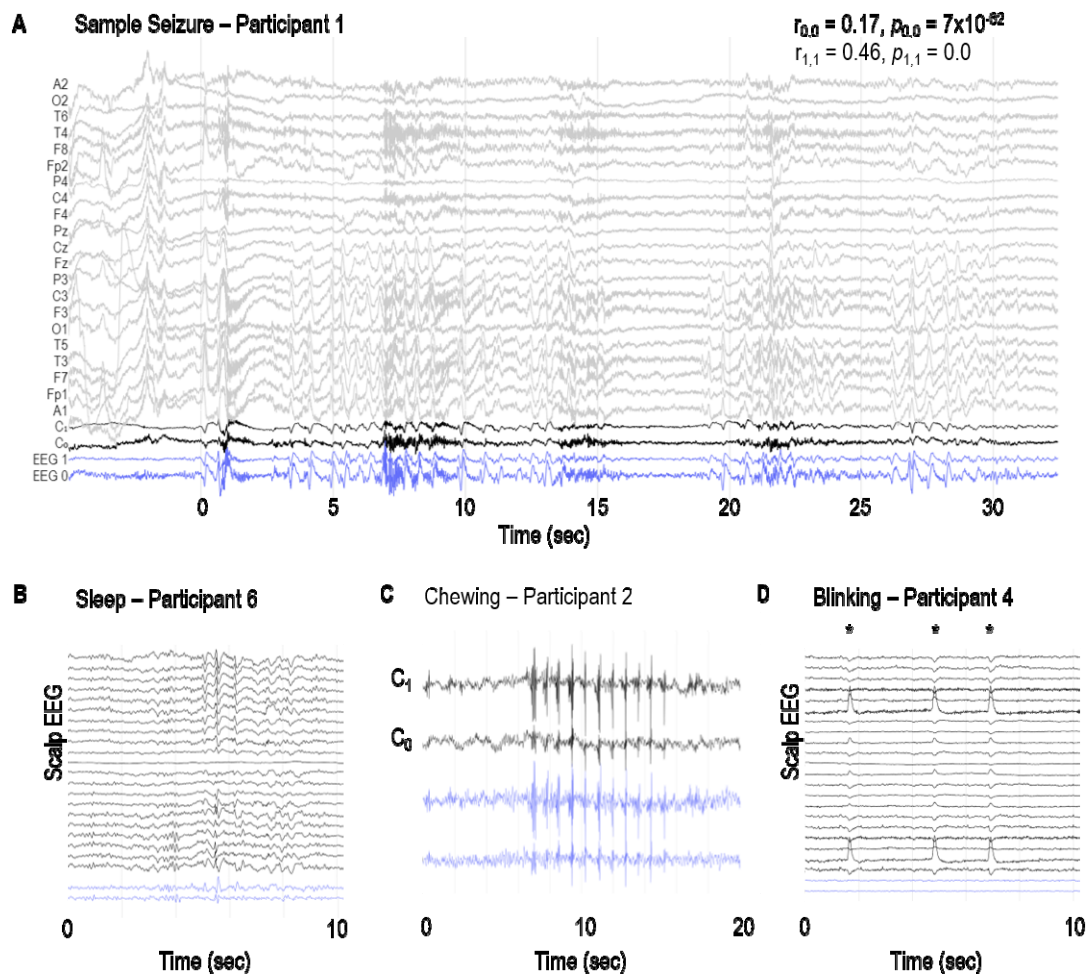 A Sample Seizure – Participant 1
r0,0 = 0.17, p0,0 = 7x10-82
r1,1 = 0.46, p1,1 = 0.0
A2
O2
T6
T4
F8
Fp2
P4
C4
F4
Pz
Cz
Fz
P3
C3
F3
O1
T5
T3
F7
Fp1
A1
C1
C0
EEG 1
EEG 0
0 5 10 15 20 25 30
Time (sec)
B Sleep – Participant 6
Scalp EEG
0 10
Time (sec)
C Chewing – Participant 2
C1
C0
0 10 20
Time (sec)
D Blinking – Participant 4
* * *
Scalp EEG
0 10
Time (sec)